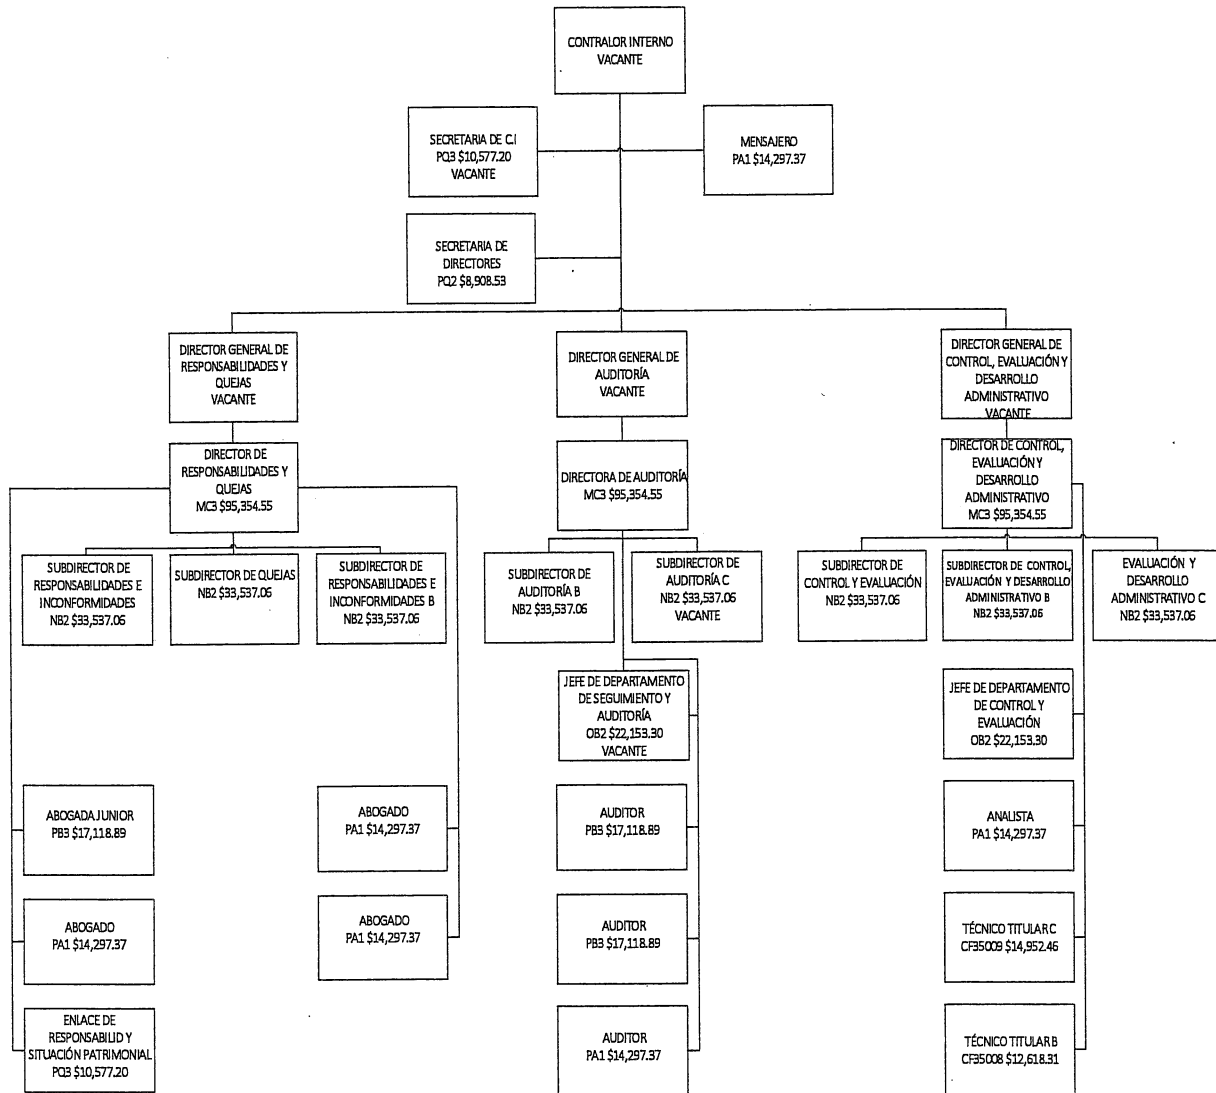 CONTRALOR INTERNO
VACANTE
SECRETARIA DE C.I
PQ3 $10,577.20
VACANTE
MENSAJERO
PA1 $14,297.37
SECRETARIA DE
DIRECTORES
PQ2 $8,908.53
DIRECTOR GENERAL DE
RESPONSABILIDADES Y
QUEJAS
VACANTE
DIRECTOR GENERAL DE
AUDITORÍA
VACANTE
DIRECTOR GENERAL DE
CONTROL, EVALUACIÓN Y
DESARROLLO
ADMINISTRATIVO
VACANTE
DIRECTOR DE
RESPONSABILIDADES Y
QUEJAS
MC3 $95,354.55
DIRECTORA DE AUDITORÍA
MC3 $95,354.55
DIRECTOR DE CONTROL,
EVALUACIÓN Y
DESARROLLO
ADMINISTRATIVO
MC3 $95,354.55
SUBDIRECTOR DE
RESPONSABILIDADES E
INCONFORMIDADES
NB2 $33,537.06
SUBDIRECTOR DE QUEJAS
NB2 $33,537.06
SUBDIRECTOR DE
RESPONSABILIDADES E
INCONFORMIDADES B
NB2 $33,537.06
SUBDIRECTOR DE
AUDITORÍA B
NB2 $33,537.06
SUBDIRECTOR DE
AUDITORÍA C
NB2 $33,537.06
VACANTE
SUBDIRECTOR DE
CONTROL Y EVALUACIÓN
NB2 $33,537.06
SUBDIRECTOR DE CONTROL,
EVALUACIÓN Y DESARROLLO
ADMINISTRATIVO B
NB2 $33,537.06
EVALUACIÓN Y
DESARROLLO
ADMINISTRATIVO C
NB2 $33,537.06
JEFE DE DEPARTAMENTO
DE SEGUIMIENTO Y
AUDITORÍA
OB2 $22,153.30
VACANTE
JEFE DE DEPARTAMENTO
DE CONTROL Y
EVALUACIÓN
OB2 $22,153.30
ABOGADA JUNIOR
PB3 $17,118.89
ABOGADO
PA1 $14,297.37
AUDITOR
PB3 $17,118.89
ANALISTA
PA1 $14,297.37
ABOGADO
PA1 $14,297.37
ABOGADO
PA1 $14,297.37
AUDITOR
PB3 $17,118.89
TÉCNICO TITULAR C
CF35009 $14,952.46
ENLACE DE
RESPONSABILID Y
SITUACIÓN PATRIMONIAL
PQ3 $10,577.20
AUDITOR
PA1 $14,297.37
TÉCNICO TITULAR B
CF35008 $12,618.31